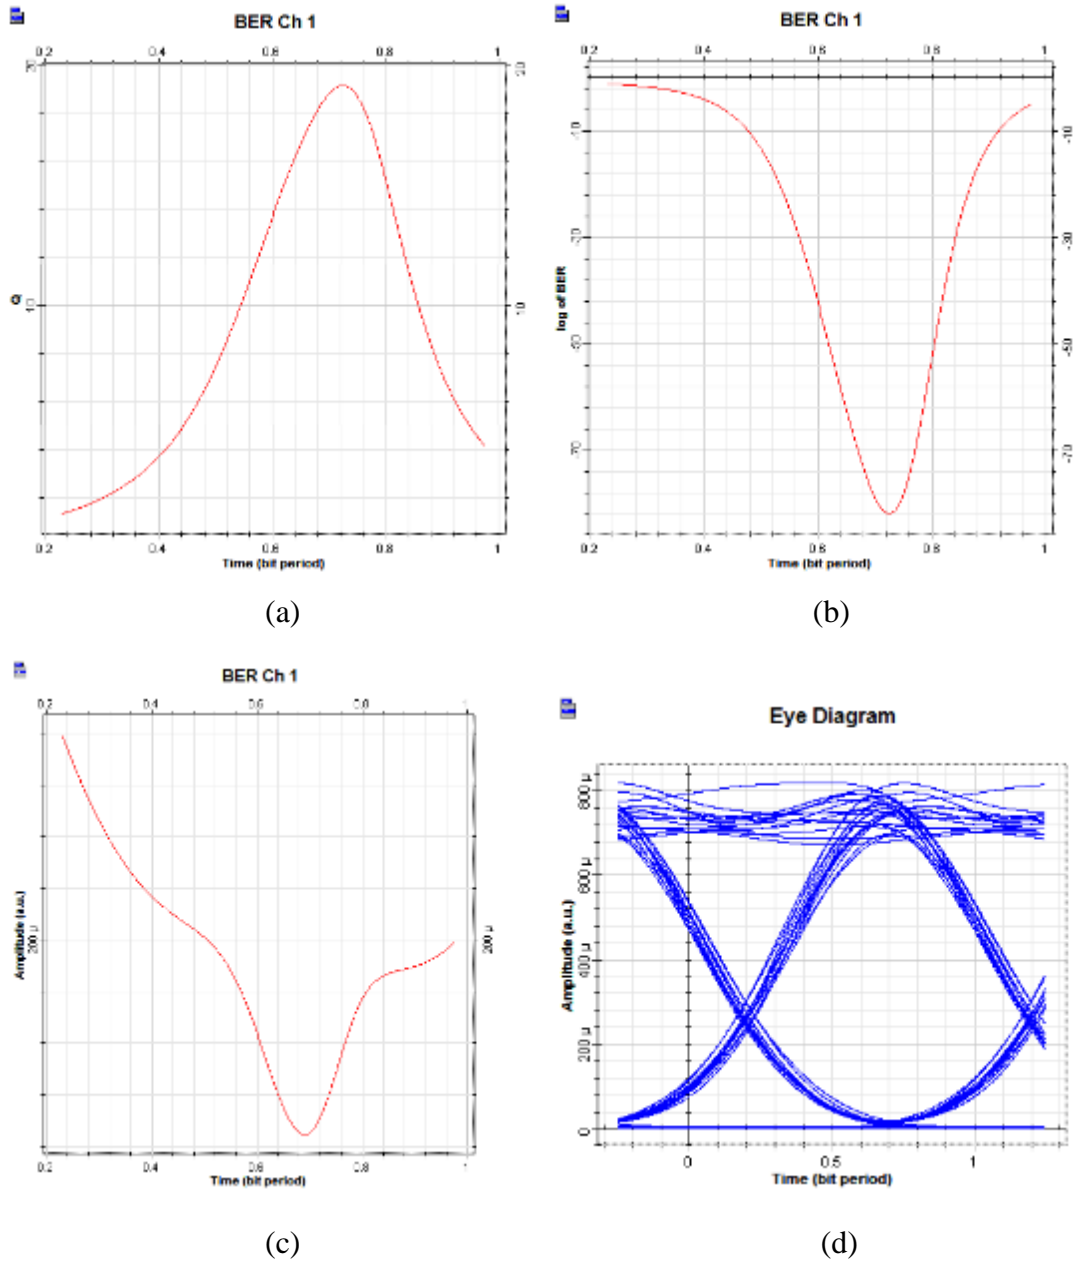 BER Ch 1
0.2 0.4 0.6 0.8 1
20 20
Q
10 10
0.2 0.4 0.6 0.8 1
Time (bit period)
(a)
BER Ch 1
0.2 0.4 0.6 0.8 1
-10 -10
-30 -30
log of BER
-50 -50
-70 -70
0.2 0.4 0.6 0.8 1
Time (bit period)
(b)
BER Ch 1
0.2 0.4 0.6 0.8 1
Amplitude (a.u.)
200 µ 200 µ
0.2 0.4 0.6 0.8 1
Time (bit period)
(c)
Eye Diagram
800 µ
600 µ
Amplitude (a.u.)
400 µ
200 µ
0
0 0.5 1
Time (bit period)
(d)